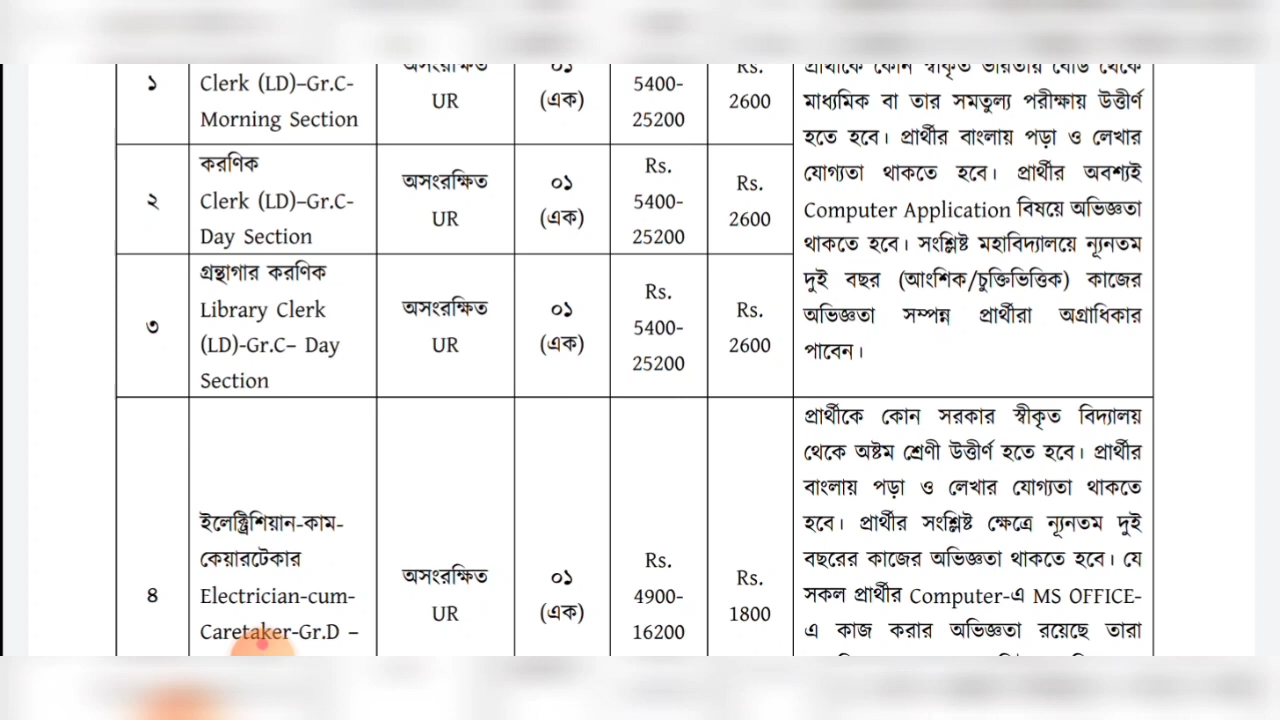 ১
Clerk (LD)–Gr.C-
Morning Section
অসংরক্ষিত
UR
০১
(এক)
5400-
25200
Rs.
2600
প্রার্থীকে কোন স্বীকৃত ভারতীয় বোর্ড থেকে
মাধ্যমিক বা তার সমতুল্য পরীক্ষায় উত্তীর্ণ
হতে হবে। প্রার্থীর বাংলায় পড়া ও লেখার
যোগ্যতা থাকতে হবে। প্রার্থীর অবশ্যই
Computer Application বিষয়ে অভিজ্ঞতা
থাকতে হবে। সংশ্লিষ্ট মহাবিদ্যালয়ে ন্যূনতম
দুই বছর (আংশিক/চুক্তিভিত্তিক) কাজের
অভিজ্ঞতা সম্পন্ন প্রার্থীরা অগ্রাধিকার
পাবেন।
২
করণিক
Clerk (LD)–Gr.C-
Day Section
অসংরক্ষিত
UR
০১
(এক)
Rs.
5400-
25200
Rs.
2600
৩
গ্রন্থাগার করণিক
Library Clerk
(LD)-Gr.C– Day
Section
অসংরক্ষিত
UR
০১
(এক)
Rs.
5400-
25200
Rs.
2600
৪
ইলেক্ট্রিশিয়ান-কাম-
কেয়ারটেকার
Electrician-cum-
Caretaker-Gr.D –
অসংরক্ষিত
UR
০১
(এক)
Rs.
4900-
16200
Rs.
1800
প্রার্থীকে কোন সরকার স্বীকৃত বিদ্যালয়
থেকে অষ্টম শ্রেণী উত্তীর্ণ হতে হবে। প্রার্থীর
বাংলায় পড়া ও লেখার যোগ্যতা থাকতে
হবে। প্রার্থীর সংশ্লিষ্ট ক্ষেত্রে ন্যূনতম দুই
বছরের কাজের অভিজ্ঞতা থাকতে হবে। যে
সকল প্রার্থীর Computer-এ MS OFFICE-
এ কাজ করার অভিজ্ঞতা রয়েছে তারা